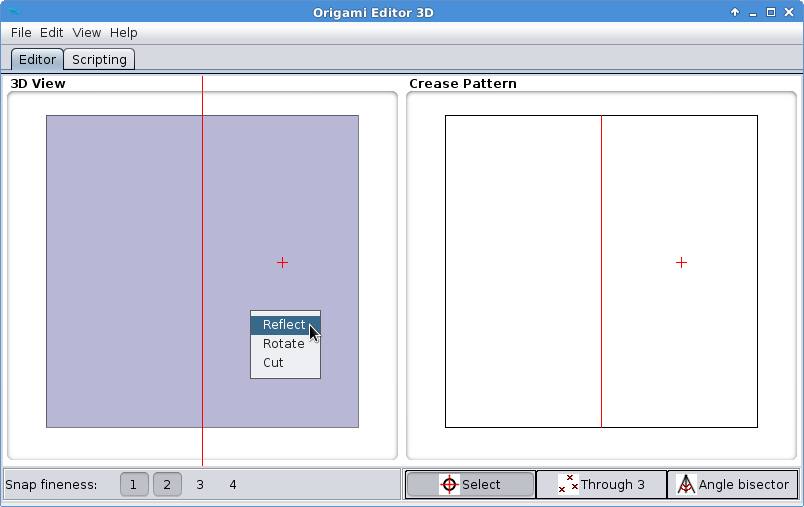 Origami Editor 3D
File Edit View Help
Editor Scripting
3D View
Crease Pattern
Reflect
Rotate
Cut
Snap fineness: 1 2 3 4
Select Through 3 Angle bisector